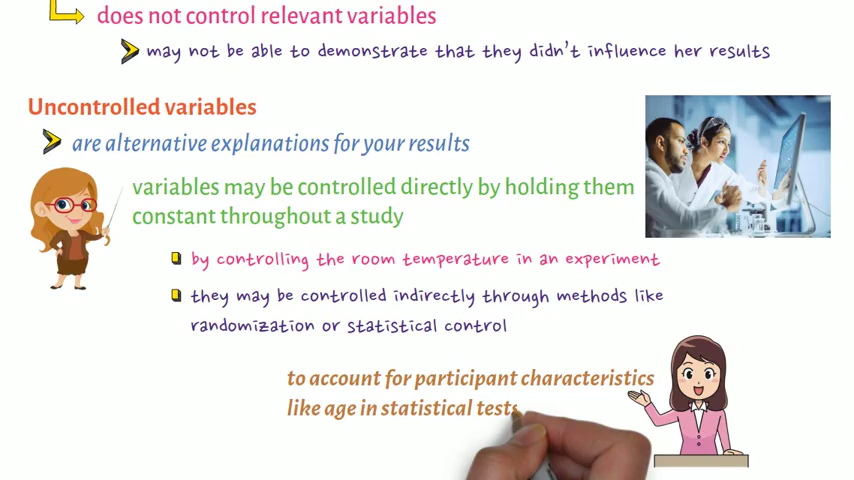 does not control relevant variables
may not be able to demonstrate that they didn't influence her results
Uncontrolled variables
are alternative explanations for your results
variables may be controlled directly by holding them
constant throughout a study
by controlling the room temperature in an experiment
they may be controlled indirectly through methods like
randomization or statistical control
to account for participant characteristics
like age in statistical tests